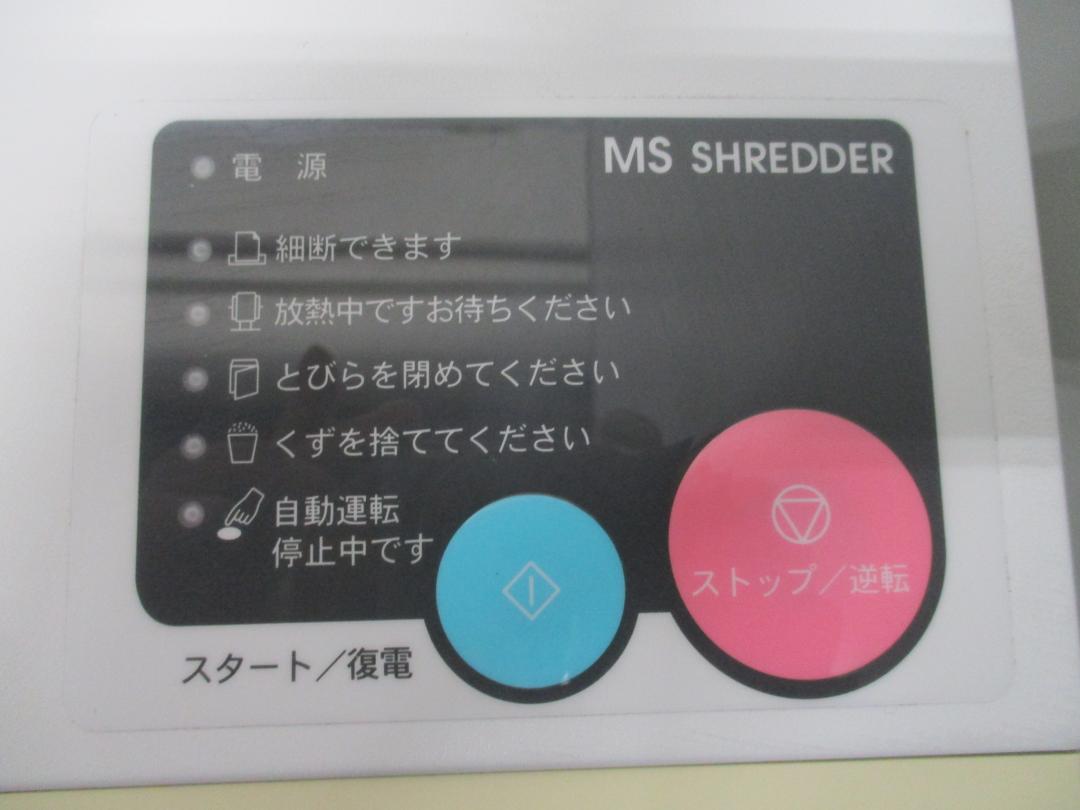 MS SHREDDER
電　源
細断できます
放熱中ですお待ちください
とびらを閉めてください
くずを捨ててください
自動運転
停止中です
ストップ／逆転
スタート／復電